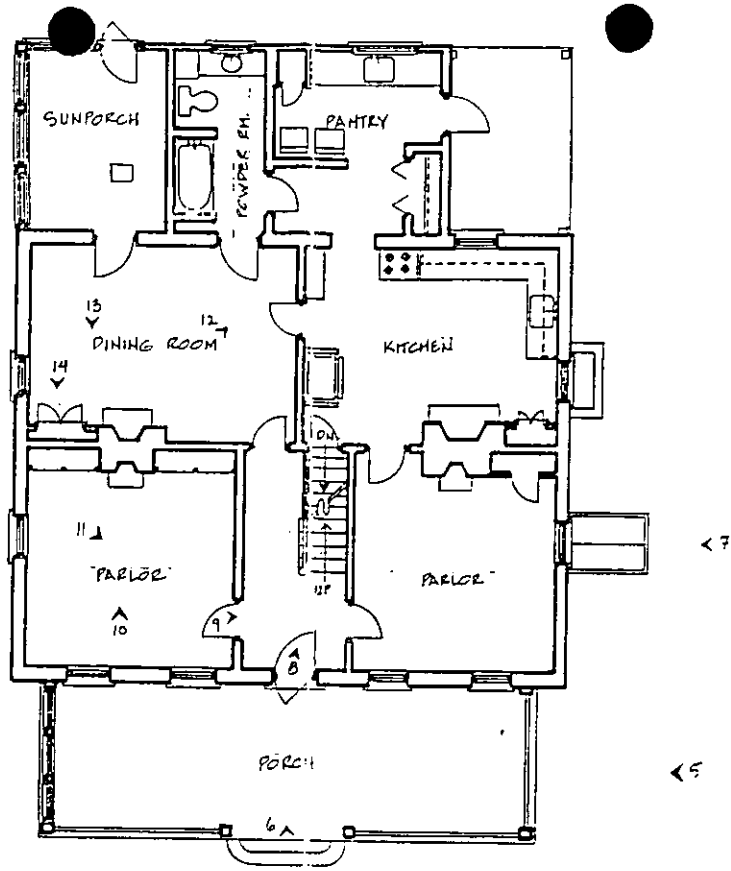 SUNPORCH
POWDER RM.
PANTRY
13
12
DINING ROOM
14
KITCHEN
DN
11
PARLOR
10
9
UP
PARLOR
7
8
PORCH
5
6